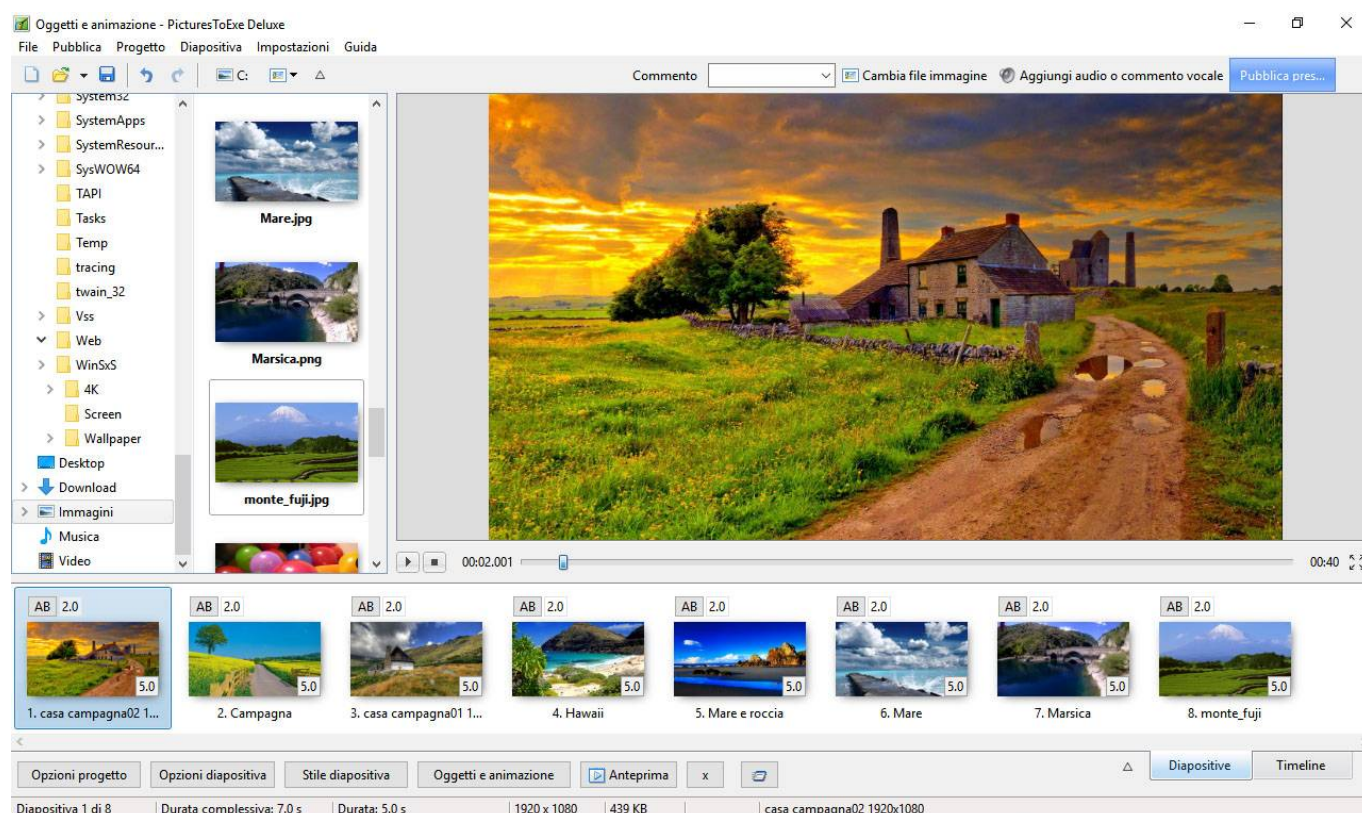 Oggetti e animazione - PicturesToExe Deluxe
File Pubblica Progetto Diapositiva Impostazioni Guida
C: Commento Cambia file immagine Aggiungi audio o commento vocale Pubblica pres...
System32
SystemApps
SystemResour...
SysWOW64
TAPI
Tasks
Temp
tracing
twain_32
Vss
Web
WinSxS
4K
Screen
Wallpaper
Desktop
Download
Immagini
Musica
Video
Mare.jpg
Marsica.png
monte_fuji.jpg
00:02.001 00:40
AB 2.0 AB 2.0 AB 2.0 AB 2.0 AB 2.0 AB 2.0 AB 2.0 AB 2.0
5.0 5.0 5.0 5.0 5.0 5.0 5.0 5.0
1. casa campagna02 1... 2. Campagna 3. casa campagna01 1... 4. Hawaii 5. Mare e roccia 6. Mare 7. Marsica 8. monte_fuji
Opzioni progetto Opzioni diapositiva Stile diapositiva Oggetti e animazione Anteprima x Diapositive Timeline
Diapositiva 1 di 8 Durata complessiva: 7.0 s Durata: 5.0 s 1920 x 1080 439 KB casa campagna02 1920x1080